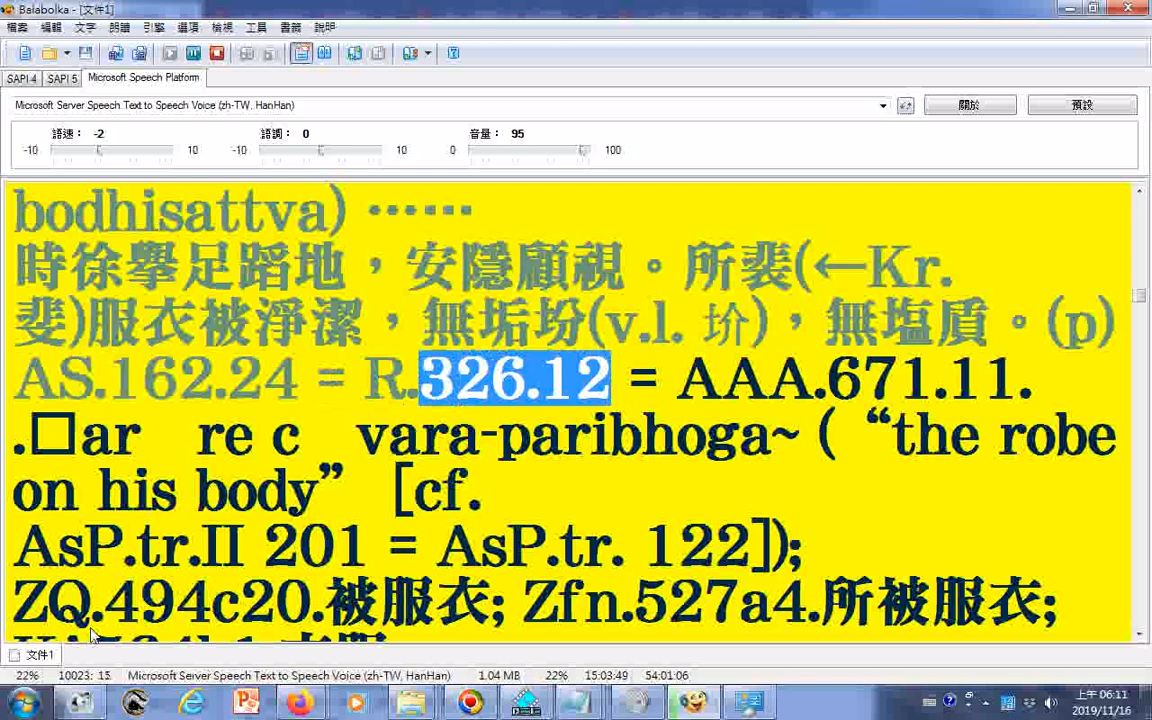 Balabolka - [文件1]
檔案 編輯 文字 朗讀 引擎 選項 檢視 工具 書籤 說明
SAPI 4 SAPI 5 Microsoft Speech Platform
Microsoft Server Speech Text to Speech Voice (zh-TW, HanHan) 關於 預設
語速： -2 語調： 0 音量： 95
-10 10 -10 10 0 100
bodhisattva) ……
時徐擧足蹈地，安隱顧視。所裴(←Kr.
斐)服衣被淨潔，無垢坋(v.l. 坋)，無塩盾。(p)
AS.162.24 = R.326.12 = AAA.671.11.
.□ar re c vara-paribhoga~ ( “the robe
on his body” [cf.
AsP.tr.II 201 = AsP.tr. 122]);
ZQ.494c20.被服衣; Zfn.527a4.所被服衣;
文件1
22% 10023: 15 Microsoft Server Speech Text to Speech Voice (zh-TW, HanHan) 1.04 MB 22% 15:03:49 54:01:06
上午 06:11
2019/11/16